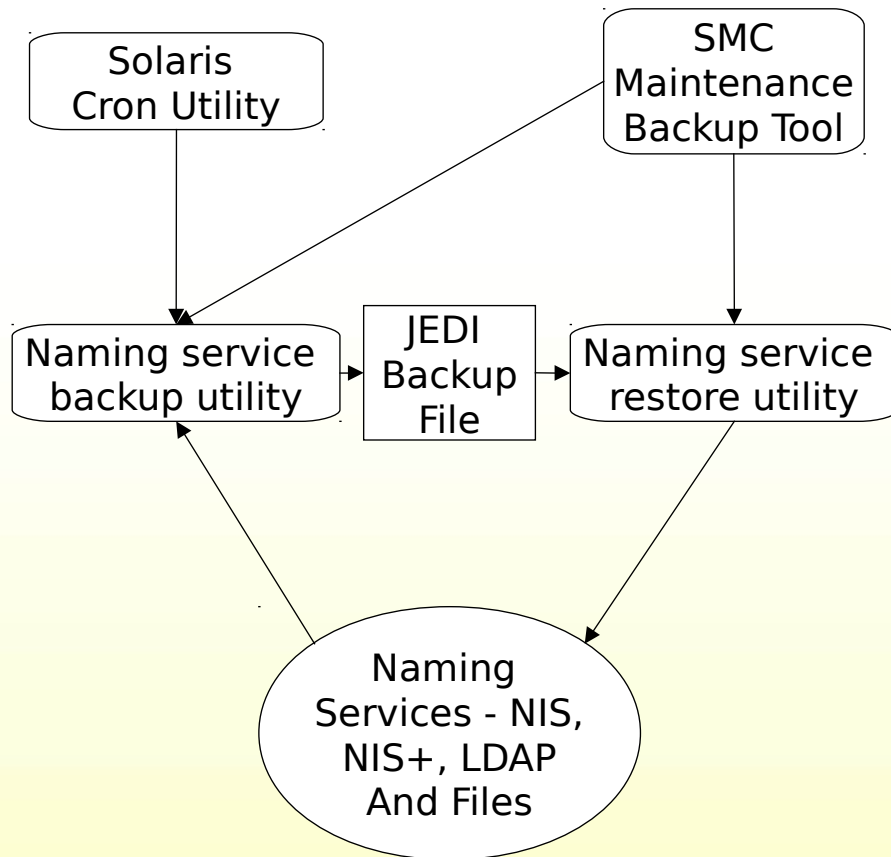 Solaris
Cron Utility
SMC
Maintenance
Backup Tool
Naming service
backup utility
JEDI
Backup
File
Naming service
restore utility
Naming
Services - NIS,
NIS+, LDAP
And Files